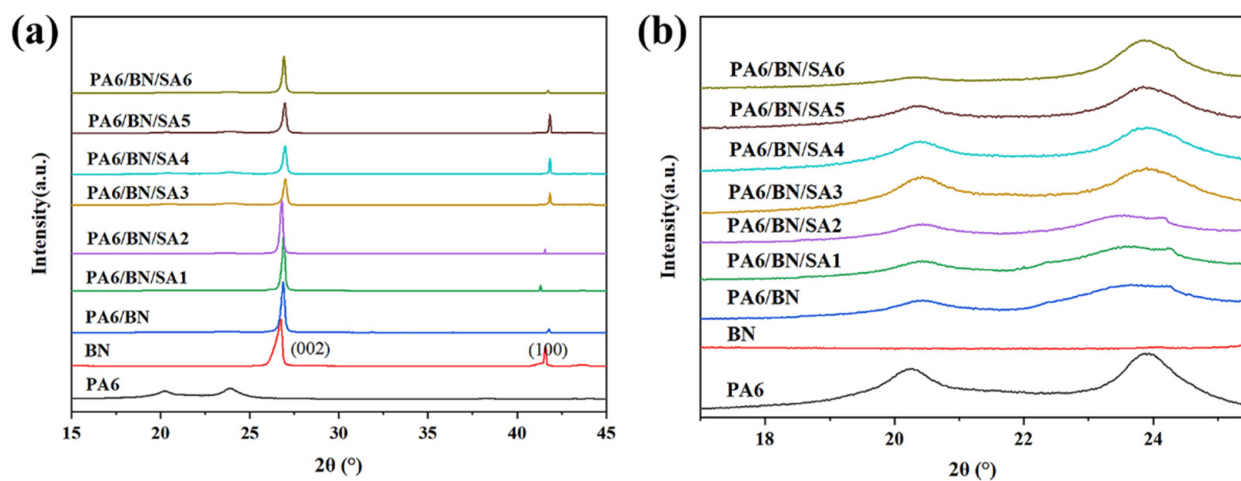 (a)
Intensity(a.u.)
PA6/BN/SA6
PA6/BN/SA5
PA6/BN/SA4
PA6/BN/SA3
PA6/BN/SA2
PA6/BN/SA1
PA6/BN
BN
(002)
(100)
PA6
15 20 25 30 35 40 45
2θ (°)
(b)
Intensity(a.u.)
PA6/BN/SA6
PA6/BN/SA5
PA6/BN/SA4
PA6/BN/SA3
PA6/BN/SA2
PA6/BN/SA1
PA6/BN
BN
PA6
18 20 22 24
2θ (°)